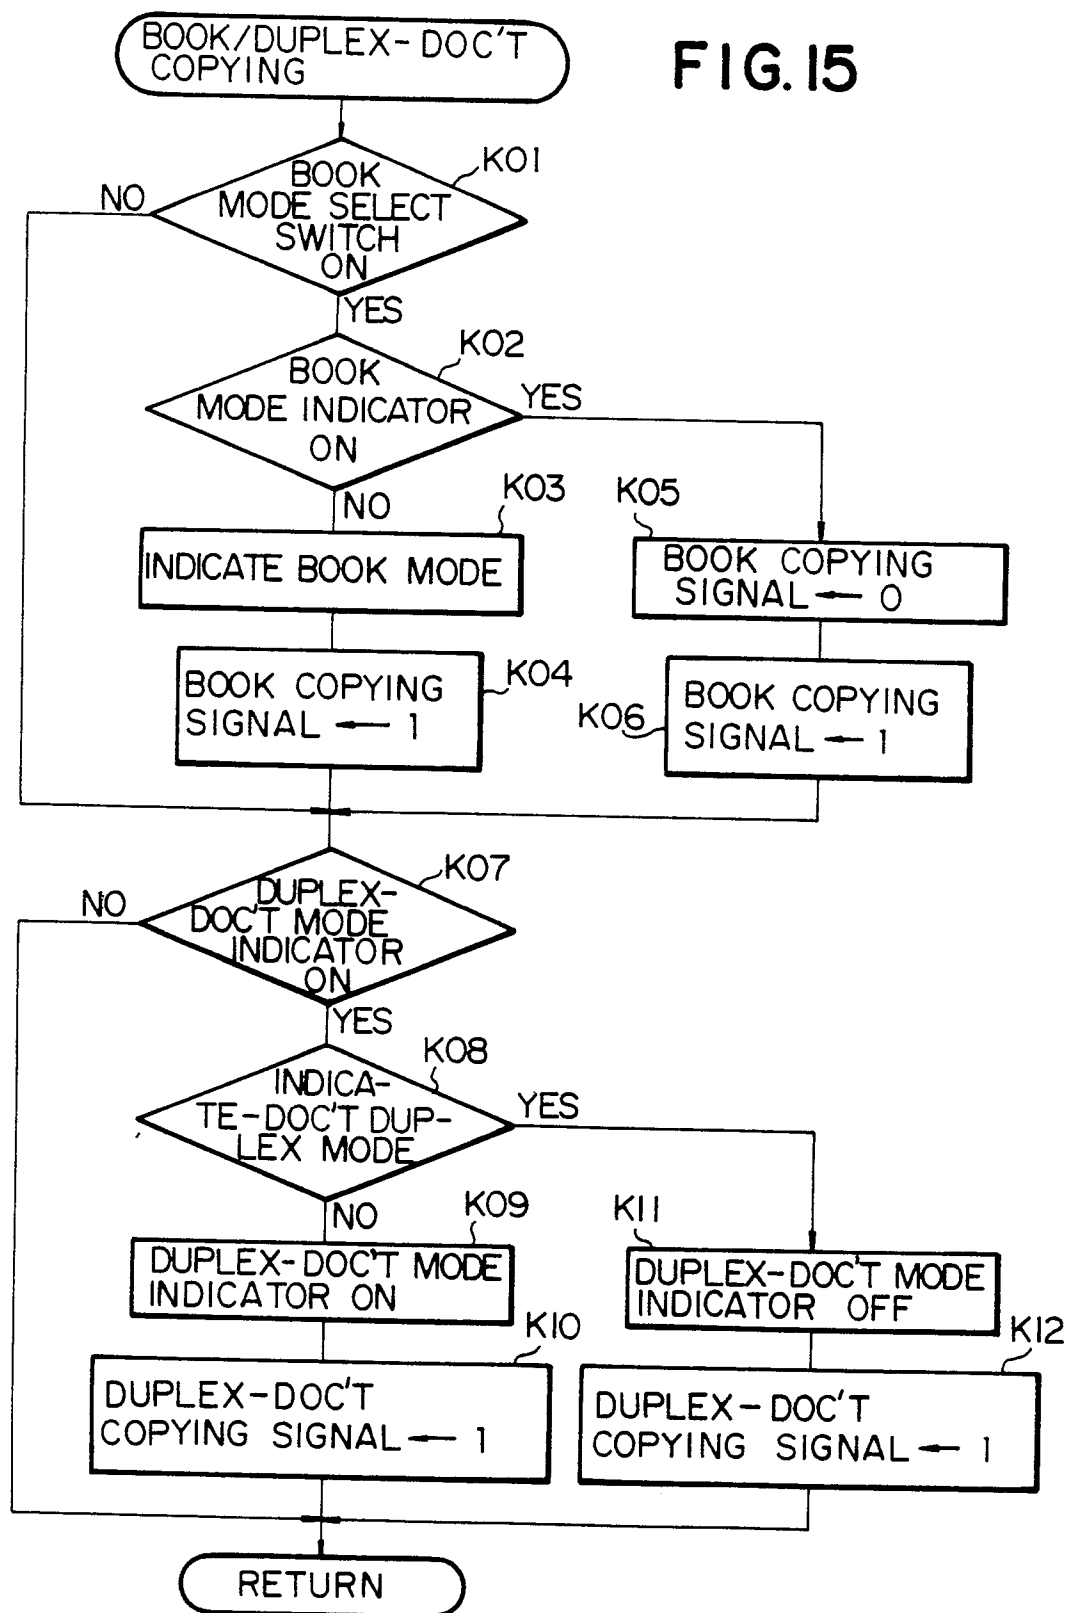 BOOK/DUPLEX-DOC'T
COPYING
FIG. 15
K01
BOOK
MODE SELECT
SWITCH
ON
NO
YES
K02
BOOK
MODE INDICATOR
ON
YES
NO
K03
INDICATE BOOK MODE
K05
BOOK COPYING
SIGNAL ← 0
K04
BOOK COPYING
SIGNAL ← 1
K06
BOOK COPYING
SIGNAL ← 1
K07
DUPLEX-
DOC'T MODE
INDICATOR
ON
NO
YES
K08
INDICA-
TE-DOC'T DUP-
LEX MODE
YES
NO
K09
DUPLEX-DOC'T MODE
INDICATOR ON
K11
DUPLEX-DOC'T MODE
INDICATOR OFF
K10
DUPLEX-DOC'T
COPYING SIGNAL ← 1
K12
DUPLEX-DOC'T
COPYING SIGNAL ← 1
RETURN